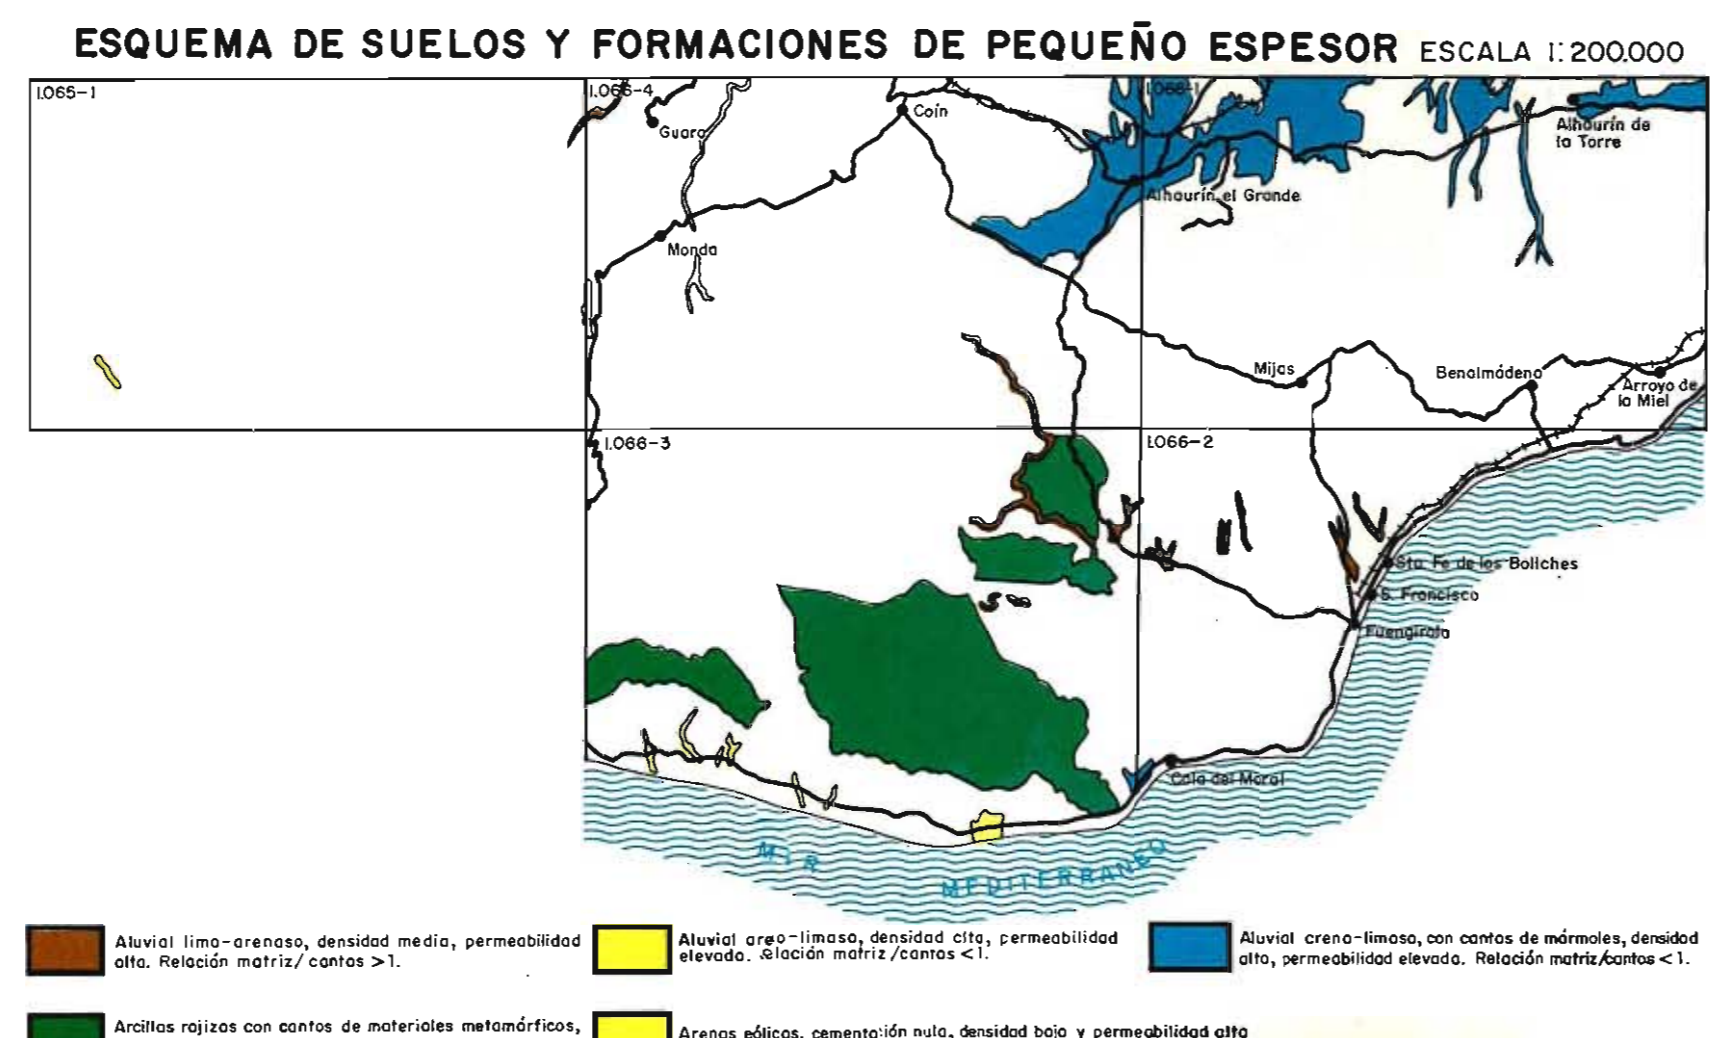 ESQUEMA DE SUELOS Y FORMACIONES DE PEQUEÑO ESPESOR ESCALA 1:200.000
1.065-1
1.066-4
1.066-1
Coín
Guaro
Alhaurín de
la Torre
Alhaurín el Grande
Monda
Mijas
Benalmádena
Arroyo de
la Miel
1.066-3
1.066-2
Sta. Fe de los Boliches
S. Francisco
Fuengirola
Cala del Moral
MAR
MEDITERRANEO
Aluvial limo-arenoso, densidad media, permeabilidad
alta. Relación matriz/cantos >1.
Aluvial areno-limoso, densidad alta, permeabilidad
elevada. Relación matriz/cantos <1.
Aluvial areno-limoso, con cantos de mármoles, densidad
alta, permeabilidad elevada. Relación matriz/cantos <1.
Arcillas rojizas con cantos de materiales metamórficos,
Arenas eólicas, cementación nula, densidad baja y permeabilidad alta